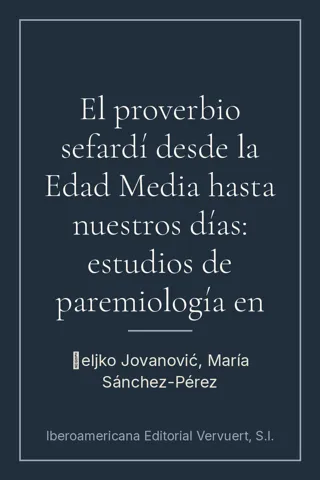 El proverbio
sefardí desde la
Edad Media hasta
nuestros días:
estudios de
paremiología en
eljko Jovanović, María
Sánchez-Pérez
Iberoamericana Editorial Vervuert, S.l.